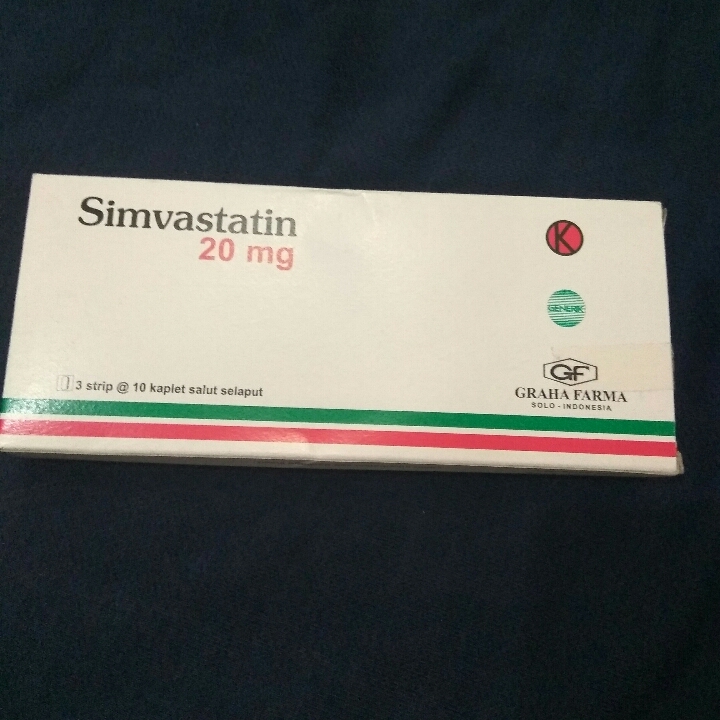 Simvastatin
20 mg
K
GENERIK
3 strip @ 10 kaplet salut selaput
GF
GRAHA FARMA
SOLO - INDONESIA